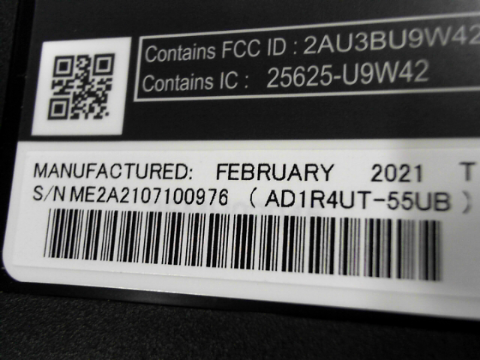 Contains FCC ID : 2AU3BU9W42
Contains IC : 25625-U9W42
MANUFACTURED: FEBRUARY 2021 T
S/N ME2A2107100976 ( AD1R4UT-55UB )